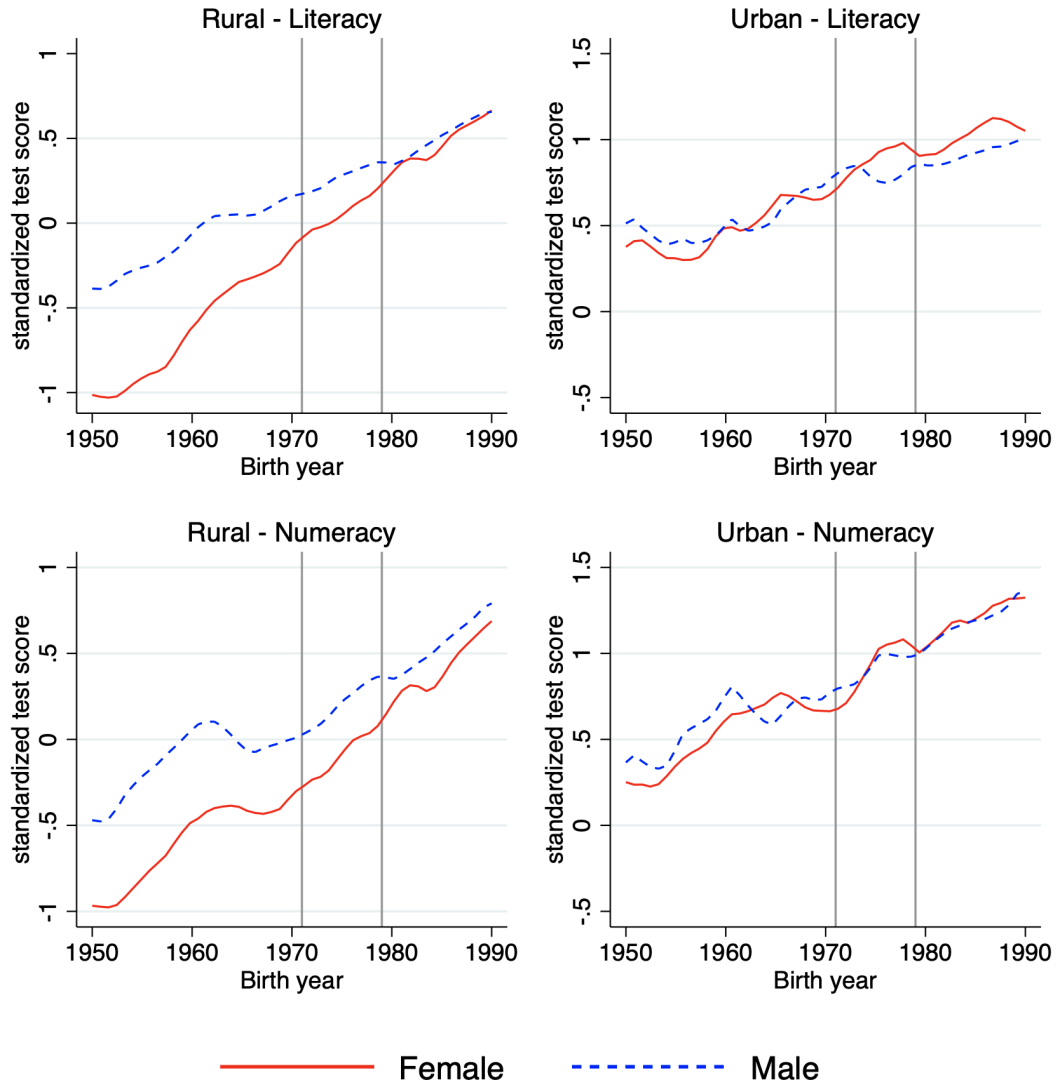 Rural - Literacy
standardized test score
1
.5
0
-.5
-1
1950 1960 1970 1980 1990
Birth year
Urban - Literacy
standardized test score
1.5
1
.5
0
-.5
1950 1960 1970 1980 1990
Birth year
Rural - Numeracy
standardized test score
1
.5
0
-.5
-1
1950 1960 1970 1980 1990
Birth year
Urban - Numeracy
standardized test score
1.5
1
.5
0
-.5
1950 1960 1970 1980 1990
Birth year
Female Male